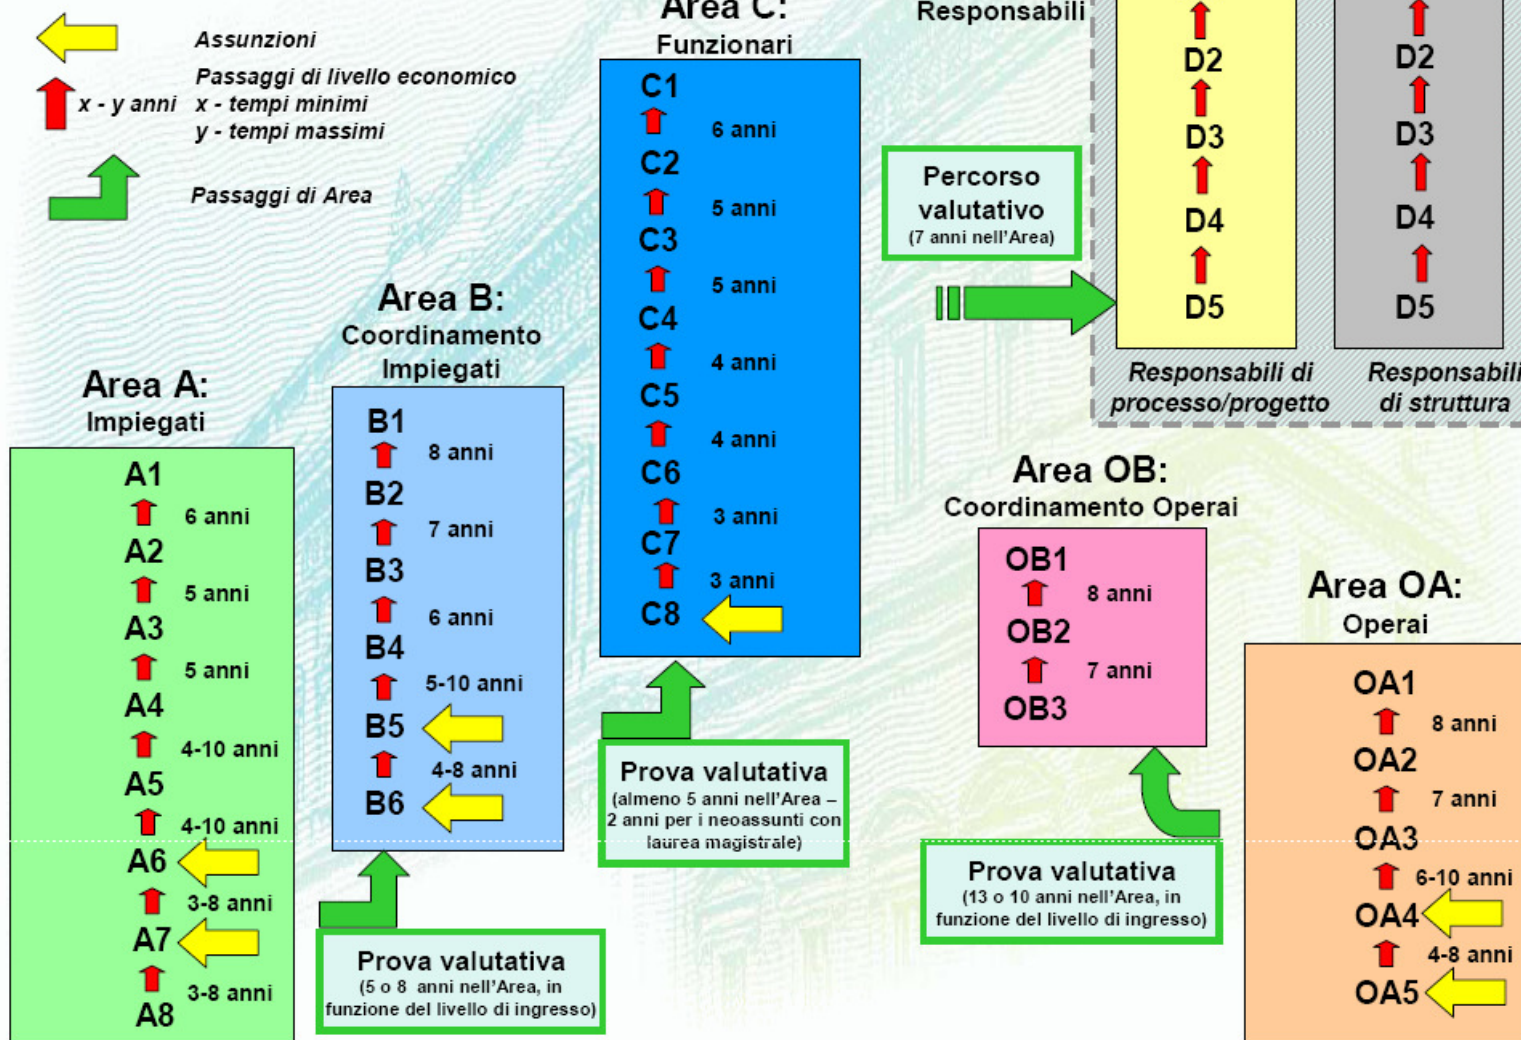 Assunzioni
Passaggi di livello economico
x - y anni
x - tempi minimi
y - tempi massimi
Passaggi di Area
Area A:
Impiegati
A1
6 anni
A2
5 anni
A3
5 anni
A4
4-10 anni
A5
4-10 anni
A6
3-8 anni
A7
3-8 anni
A8
Area B:
Coordinamento
Impiegati
B1
8 anni
B2
7 anni
B3
6 anni
B4
5-10 anni
B5
4-8 anni
B6
Prova valutativa
(5 o 8 anni nell'Area, in
funzione del livello di ingresso)
Area C:
Funzionari
C1
6 anni
C2
5 anni
C3
5 anni
C4
4 anni
C5
4 anni
C6
3 anni
C7
3 anni
C8
Prova valutativa
(almeno 5 anni nell'Area –
2 anni per i neoassunti con
laurea magistrale)
Responsabili
Percorso
valutativo
(7 anni nell'Area)
D2
D3
D4
D5
Responsabili di
processo/progetto
D2
D3
D4
D5
Responsabili
di struttura
Area OB:
Coordinamento Operai
OB1
8 anni
OB2
7 anni
OB3
Prova valutativa
(13 o 10 anni nell'Area, in
funzione del livello di ingresso)
Area OA:
Operai
OA1
8 anni
OA2
7 anni
OA3
6-10 anni
OA4
4-8 anni
OA5